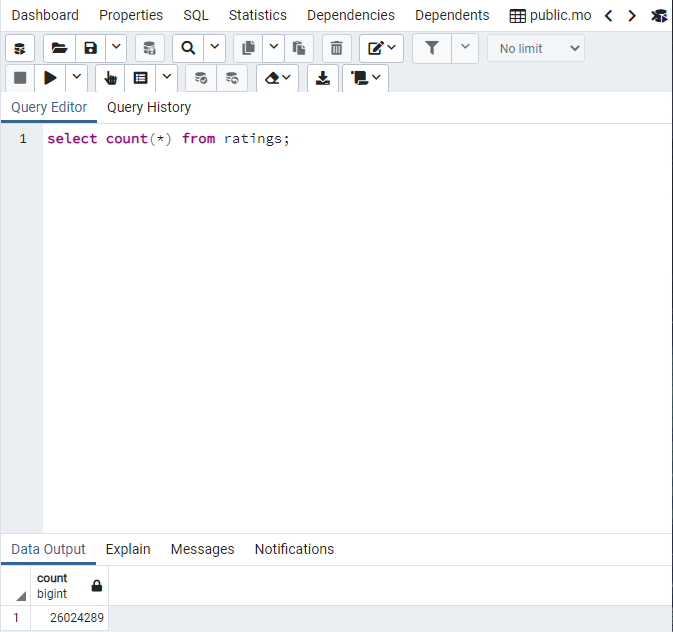 Dashboard Properties SQL Statistics Dependencies Dependents public.mo
No limit
Query Editor Query History
1 select count(*) from ratings;
Data Output Explain Messages Notifications
count
bigint
1 26024289